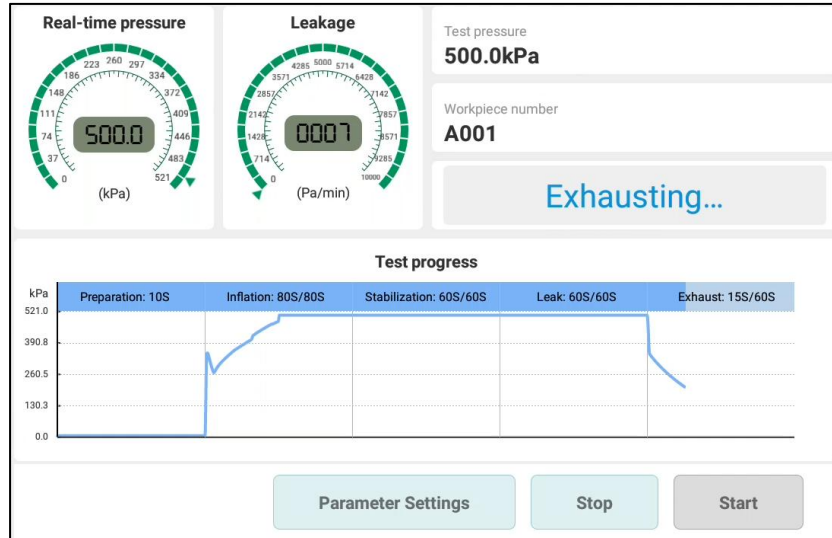 Real-time pressure
0
37
74
111
148
186
223
260
297
334
372
409
446
483
521
500.0
(kPa)
Leakage
0
714
1428
2142
2857
3571
4285
5000
5714
6428
7142
7857
8571
9285
10000
0007
(Pa/min)
Test pressure
500.0kPa
Workpiece number
A001
Exhausting...
Test progress
kPa
Preparation: 10S
Inflation: 80S/80S
Stabilization: 60S/60S
Leak: 60S/60S
Exhaust: 15S/60S
521.0
390.8
260.5
130.3
0.0
Parameter Settings
Stop
Start